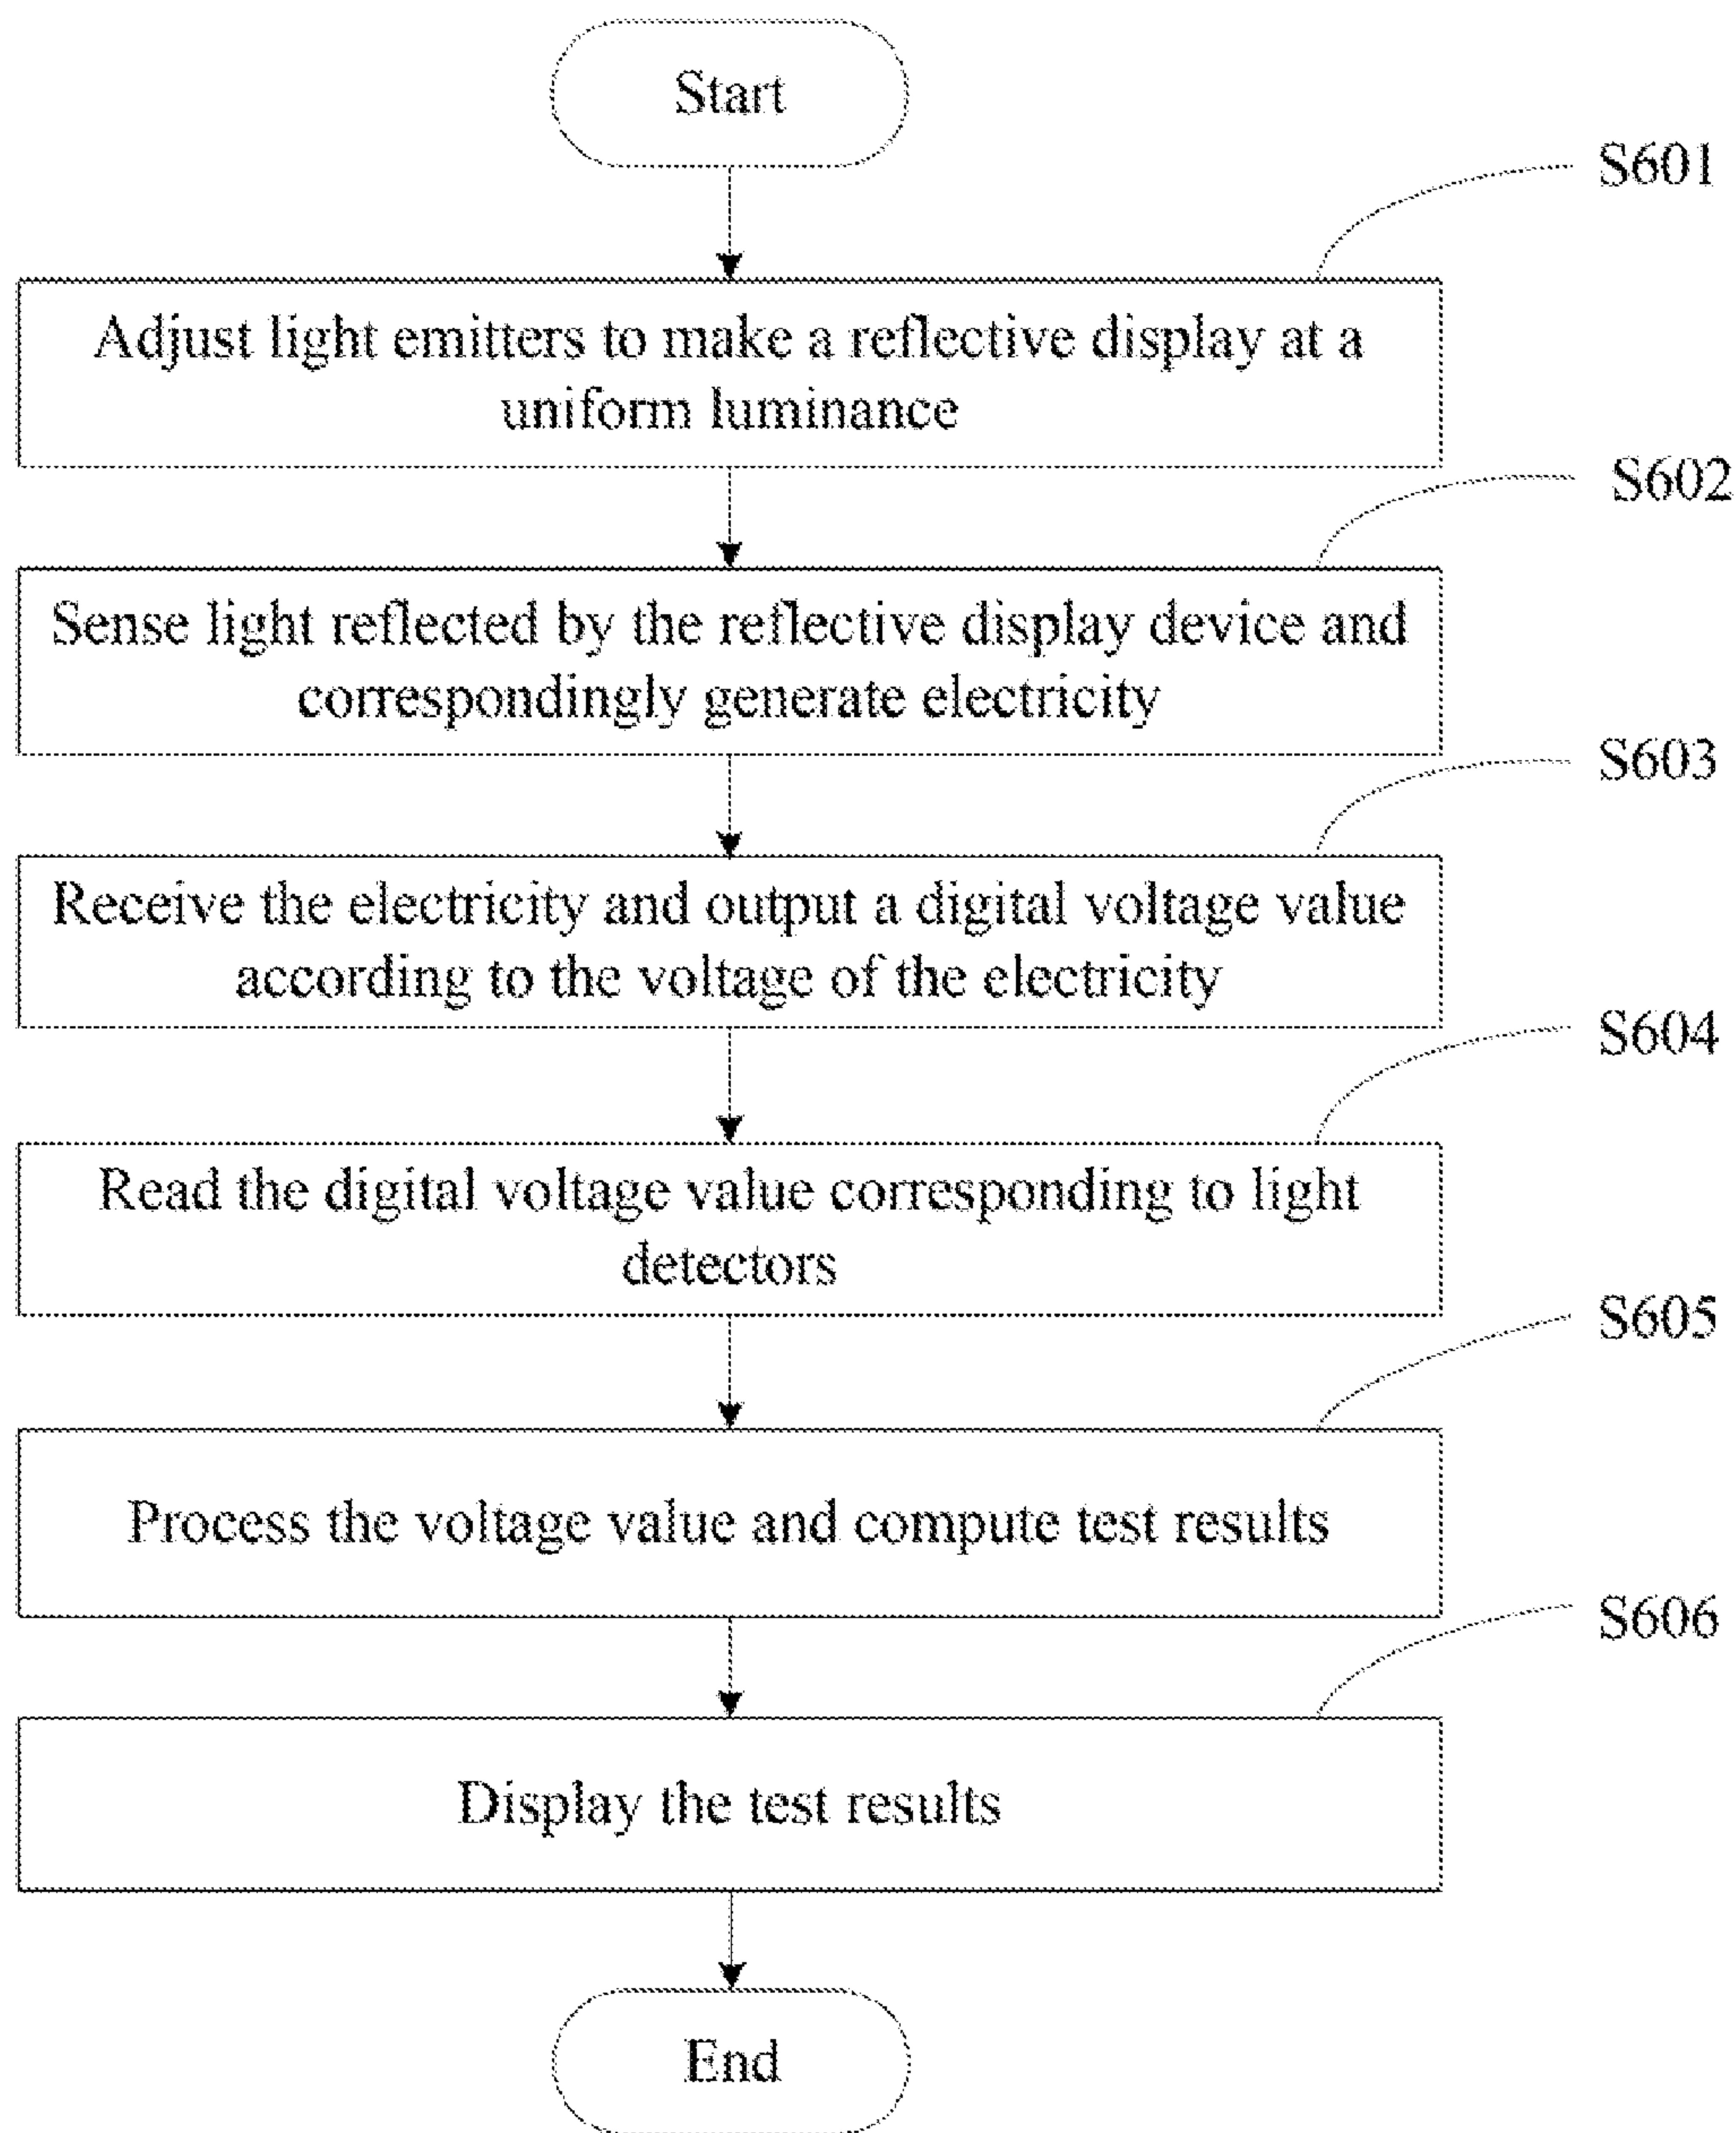 Start
S601
Adjust light emitters to make a reflective display at a
uniform luminance
S602
Sense light reflected by the reflective display device and
correspondingly generate electricity
S603
Receive the electricity and output a digital voltage value
according to the voltage of the electricity
S604
Read the digital voltage value corresponding to light
detectors
S605
Process the voltage value and compute test results
S606
Display the test results
End